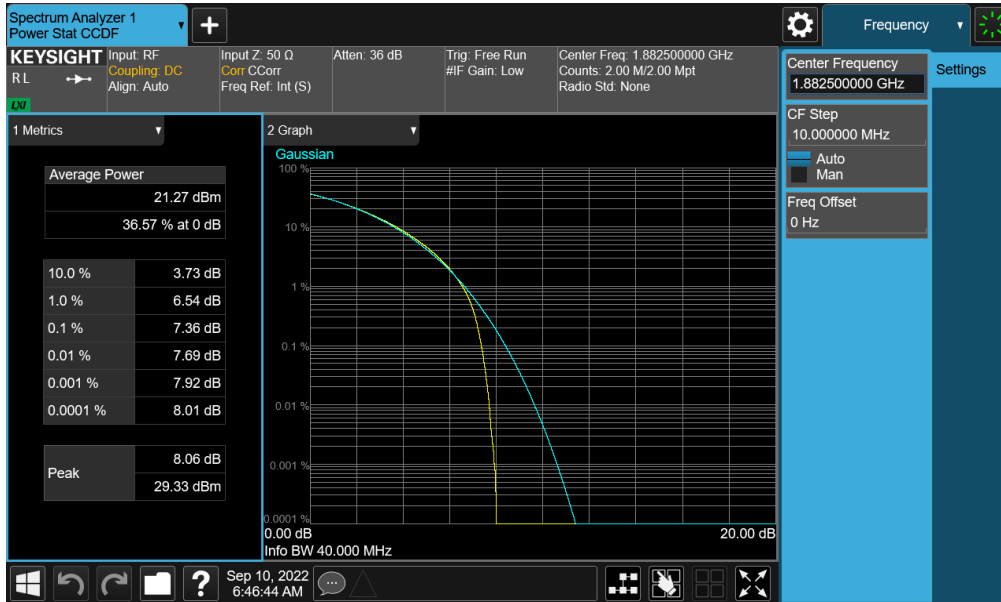 Spectrum Analyzer 1
Power Stat CCDF
+
Frequency
KEYSIGHT
R L
LXI
Input: RF
Coupling: DC
Align: Auto
Input Z: 50 Ω
Corr CCorr
Freq Ref: Int (S)
Atten: 36 dB
Trig: Free Run
#IF Gain: Low
Center Freq: 1.882500000 GHz
Counts: 2.00 M/2.00 Mpt
Radio Std: None
Center Frequency
1.882500000 GHz
Settings
CF Step
10.000000 MHz
Auto
Man
Freq Offset
0 Hz
1 Metrics
Average Power
21.27 dBm
36.57 % at 0 dB
10.0 % 3.73 dB
1.0 % 6.54 dB
0.1 % 7.36 dB
0.01 % 7.69 dB
0.001 % 7.92 dB
0.0001 % 8.01 dB
Peak
8.06 dB
29.33 dBm
2 Graph
Gaussian
100 %
10 %
1 %
0.1 %
0.01 %
0.001 %
0.0001 %
0.00 dB 20.00 dB
Info BW 40.000 MHz
?
Sep 10, 2022
6:46:44 AM